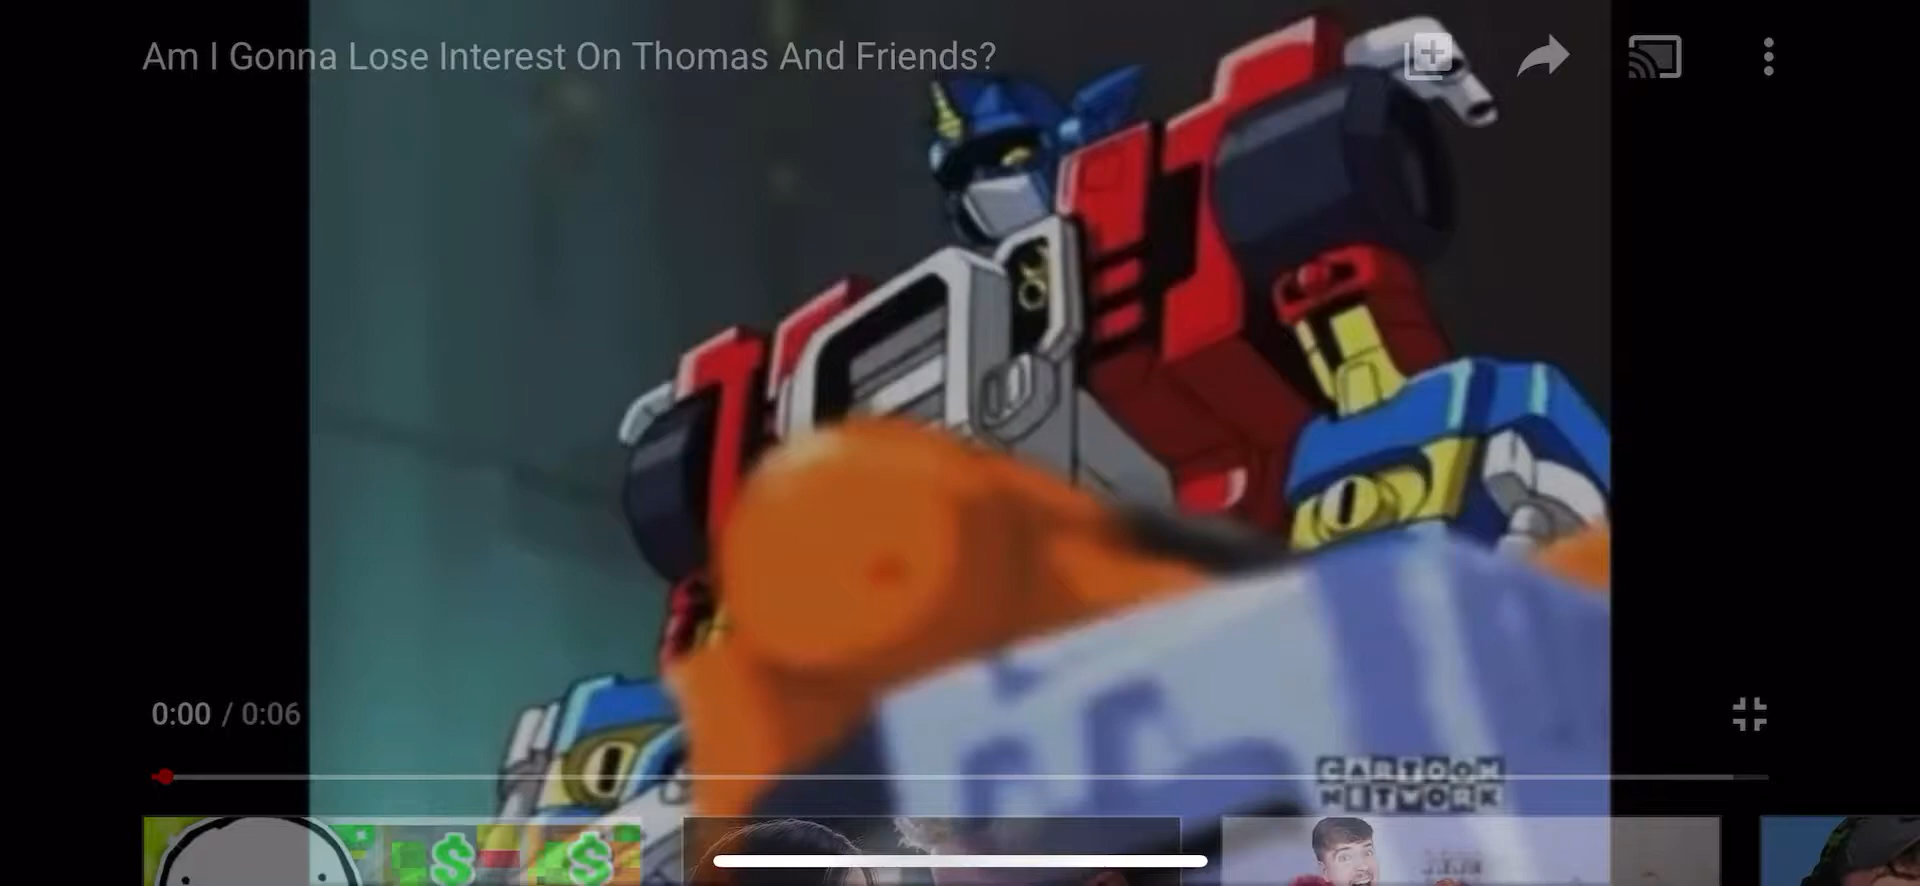 Am I Gonna Lose Interest On Thomas And Friends?
0:00 / 0:06
CARTOON
NETWORK
$ $